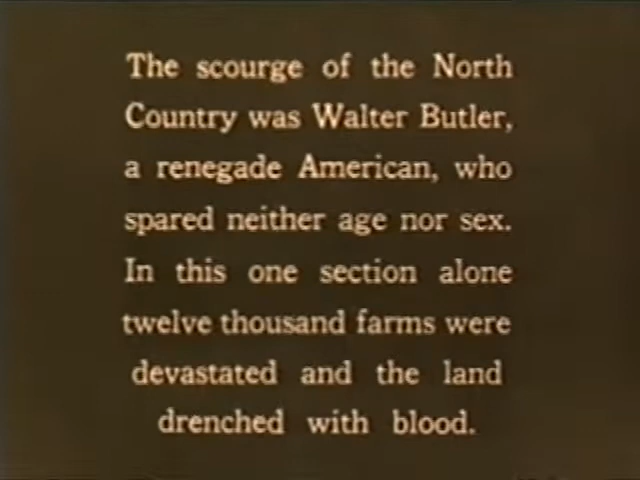 The scourge of the North
Country was Walter Butler,
a renegade American, who
spared neither age nor sex.
In this one section alone
twelve thousand farms were
devastated and the land
drenched with blood.